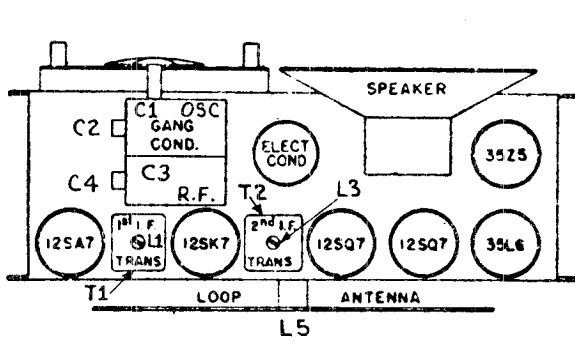 SPEAKER
C1 OSC
GANG
COND.
C2
C3
R.F.
C4
ELECT
COND
35Z5
T2
L3
12SA7
1st I.F.
L1
TRANS
12SK7
2nd I.F.
TRANS
12SQ7
12SQ7
35L6
T1
LOOP ANTENNA
L5